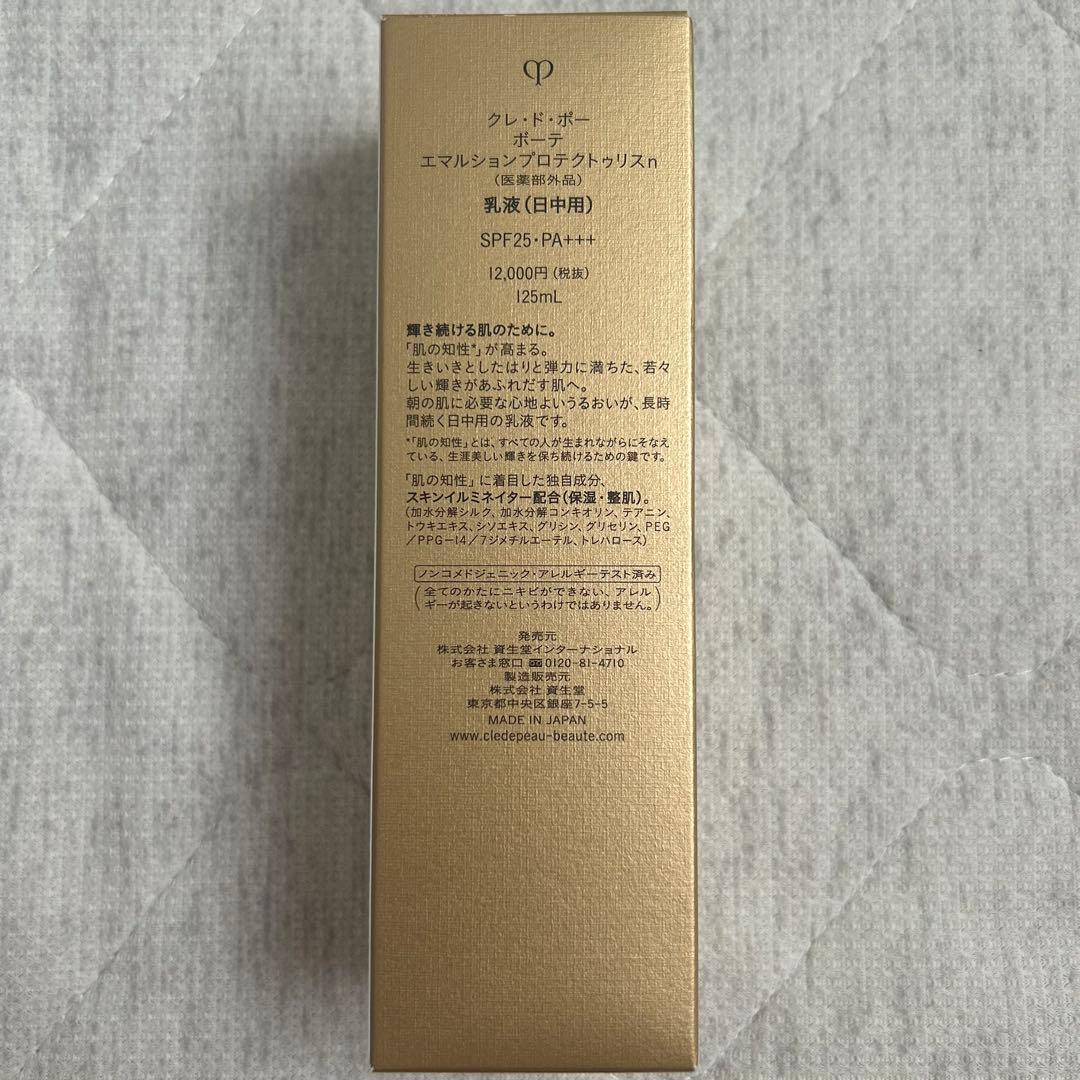 クレ・ド・ポー
ボーテ
エマルションプロテクトゥリスn
(医薬部外品)
乳液(日中用)
SPF25・PA+++
12,000円(税抜)
125mL
輝き続ける肌のために。
「肌の知性*」が高まる。
生きいきとしたはりと弾力に満ちた、若々
しい輝きがあふれだす肌へ。
朝の肌に必要な心地よいうるおいが、長時
間続く日中用の乳液です。
*「肌の知性」とは、すべての人が生まれながらにそなえ
ている、生涯美しい輝きを保ち続けるための鍵です。
「肌の知性」に着目した独自成分、
スキンイルミネイター配合(保湿・整肌)。
(加水分解シルク、加水分解コンキオリン、テアニン、
トウキエキス、シソエキス、グリシン、グリセリン、PEG
/PPG-14/7ジメチルエーテル、トレハロース)
ノンコメドジェニック・アレルギーテスト済み
(全てのかたにニキビができない、アレル
ギーが起きないというわけではありません。)
発売元
株式会社 資生堂インターナショナル
お客さま窓口 0120-81-4710
製造販売元
株式会社 資生堂
東京都中央区銀座7-5-5
MADE IN JAPAN
www.cledepeau-beaute.com